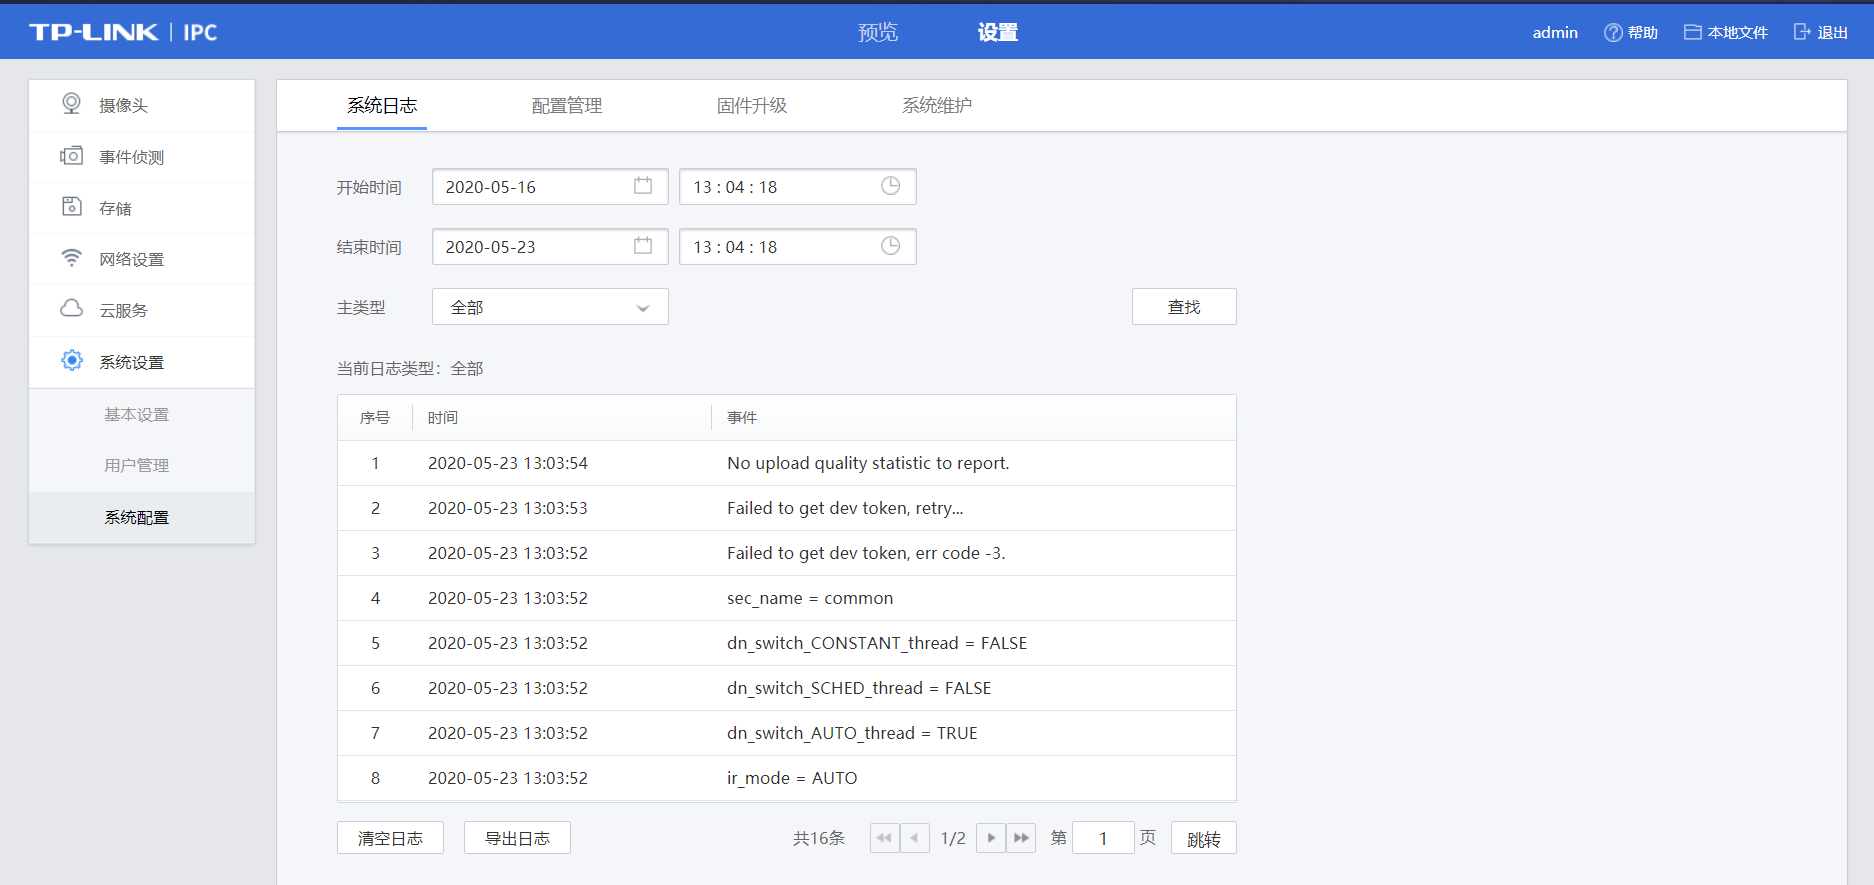 TP-LINK | IPC
预览
设置
admin
帮助
本地文件
退出
摄像头
事件侦测
存储
网络设置
云服务
系统设置
基本设置
用户管理
系统配置
系统日志
配置管理
固件升级
系统维护
开始时间
2020-05-16
13 : 04 : 18
结束时间
2020-05-23
13 : 04 : 18
主类型
全部
查找
当前日志类型：全部
序号 时间 事件
1 2020-05-23 13:03:54 No upload quality statistic to report.
2 2020-05-23 13:03:53 Failed to get dev token, retry...
3 2020-05-23 13:03:52 Failed to get dev token, err code -3.
4 2020-05-23 13:03:52 sec_name = common
5 2020-05-23 13:03:52 dn_switch_CONSTANT_thread = FALSE
6 2020-05-23 13:03:52 dn_switch_SCHED_thread = FALSE
7 2020-05-23 13:03:52 dn_switch_AUTO_thread = TRUE
8 2020-05-23 13:03:52 ir_mode = AUTO
清空日志
导出日志
共16条
1/2
第 1 页
跳转